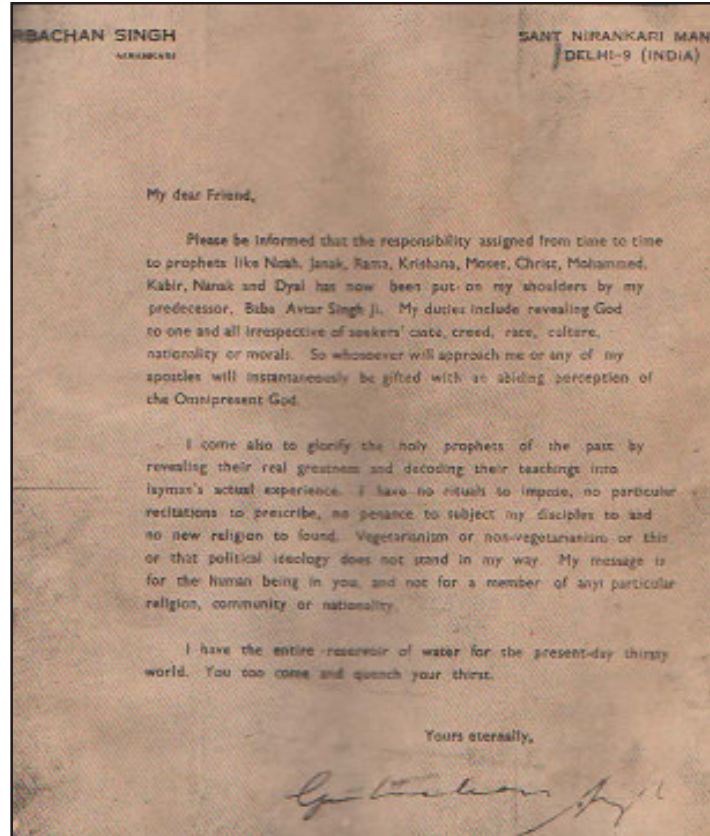 RBACHAN SINGH
NIRANKARI
SANT NIRANKARI MAN
DELHI-9 (INDIA)
My dear Friend,
Please be informed that the responsibility assigned from time to time
to prophets like Noah, Janak, Rama, Krishana, Moses, Christ, Mohammed,
Kabir, Nanak and Dyal has now been put on my shoulders by my
predecessor, Baba Avtar Singh Ji. My duties include revealing God
to one and all irrespective of seekers' caste, creed, race, culture,
nationality or morals. So whosoever will approach me or any of my
apostles will instantaneously be gifted with an abiding perception of
the Omnipresent God.
I come also to glorify the holy prophets of the past by
revealing their real greatness and decoding their teachings into
layman's actual experience. I have no rituals to impose, no particular
recitations to prescribe, no penance to subject my disciples to and
no new religion to found. Vegetarianism or non-vegetarianism or this
or that political ideology does not stand in my way. My message is
for the human being in you, and not for a member of any particular
religion, community or nationality.
I have the entire reservoir of water for the present-day thirsty
world. You too come and quench your thirst.
Yours eternally,
Gurbachan Singh